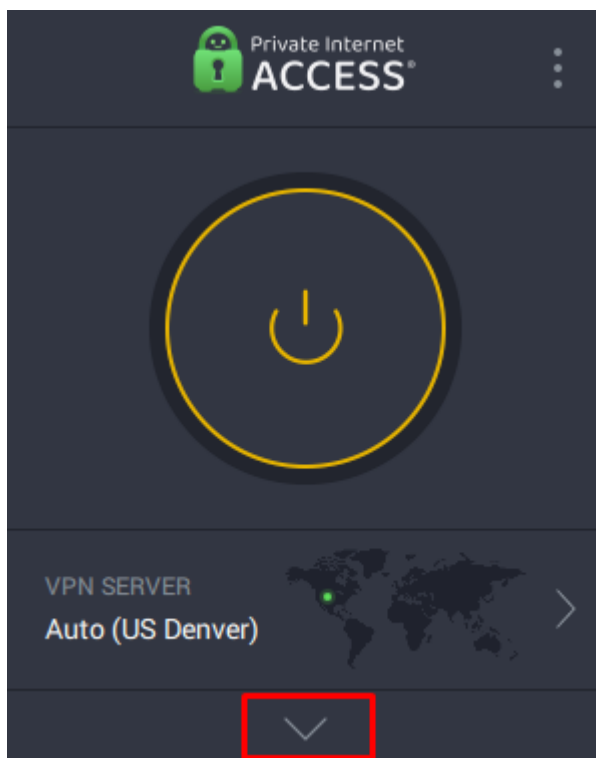 Private Internet
ACCESS®
VPN SERVER
Auto (US Denver)